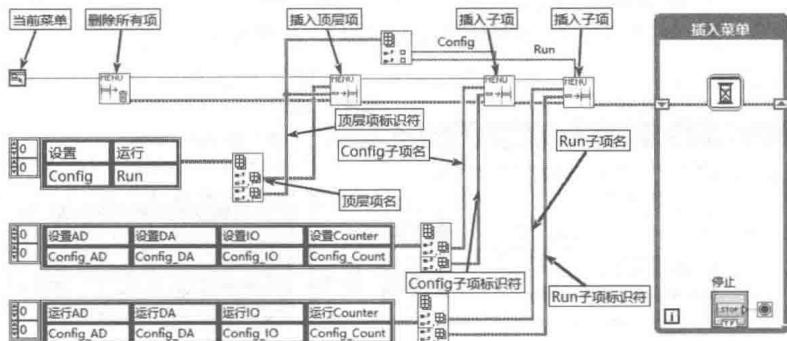 当前菜单
删除所有项
插入顶层项
插入子项
插入子项
插入菜单
Config
Run
MENU
MENU
MENU
MENU
顶层项标识符
Config子项名
Run子项名
0 设置 运行
0 Config Run
顶层项名
0 设置AD 设置DA 设置IO 设置Counter
0 Config_AD Config_DA Config_IO Config_Count
Config子项标识符
Run子项标识符
停止
STOP
i
0 运行AD 运行DA 运行IO 运行Counter
0 Config_AD Config_DA Config_IO Config_Count